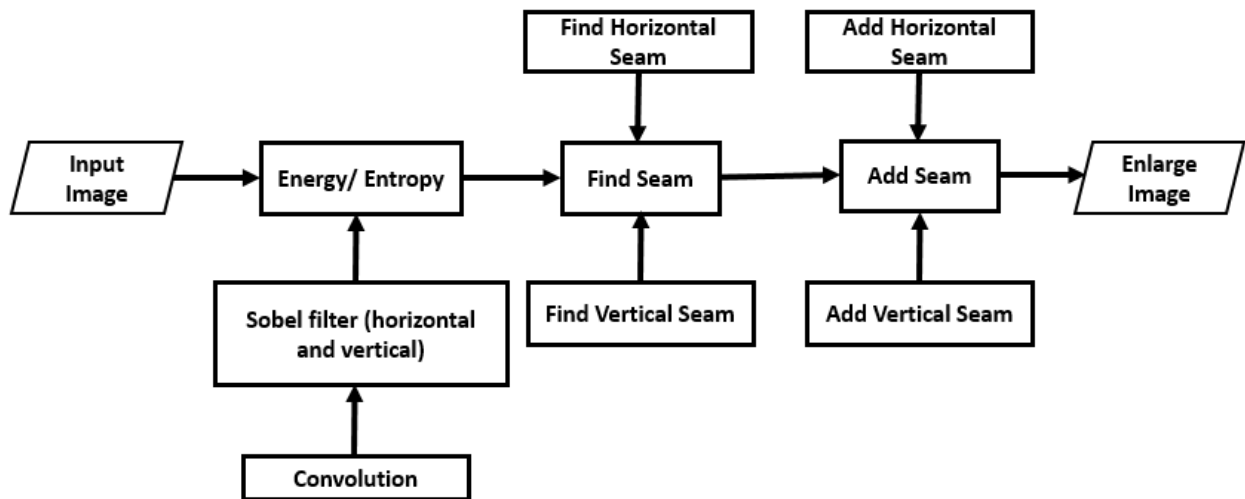 Find Horizontal
Seam
Add Horizontal
Seam
Input
Image
Energy/ Entropy
Find Seam
Add Seam
Enlarge
Image
Sobel filter (horizontal
and vertical)
Find Vertical Seam
Add Vertical Seam
Convolution